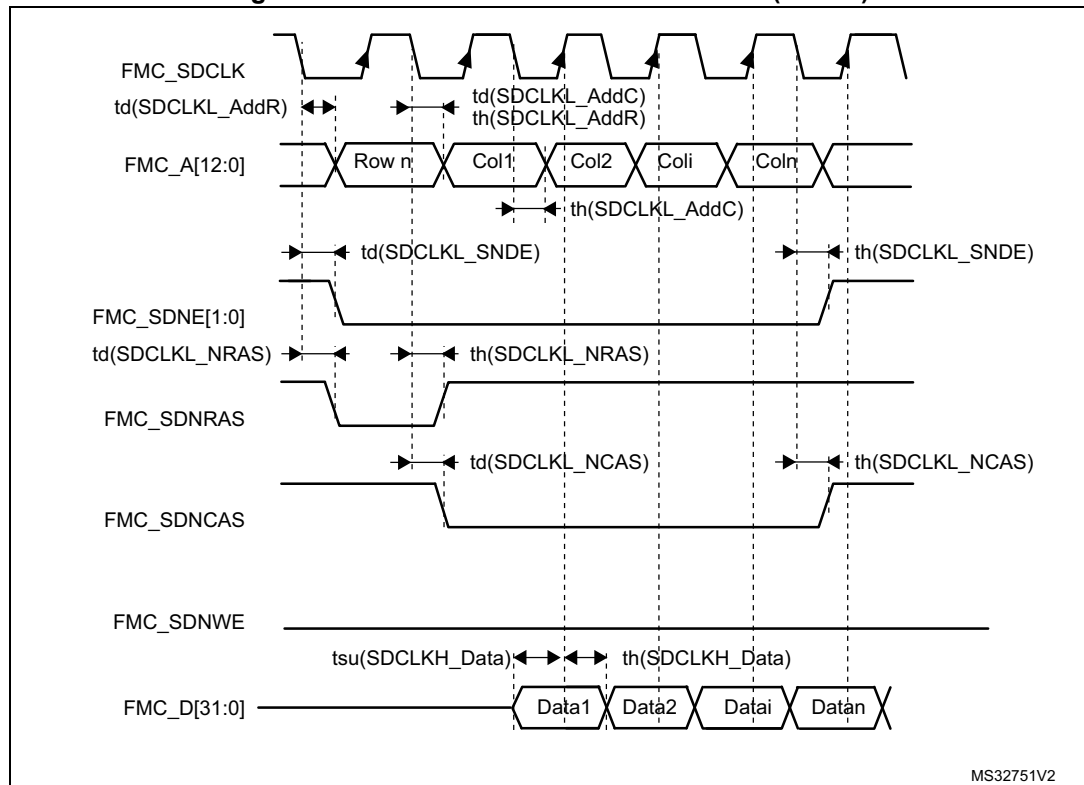 FMC_SDCLK
td(SDCLKL_AddR)
td(SDCLKL_AddC)
th(SDCLKL_AddR)
FMC_A[12:0]
Row n
Col1
Col2
Coli
Coln
th(SDCLKL_AddC)
td(SDCLKL_SNDE)
th(SDCLKL_SNDE)
FMC_SDNE[1:0]
td(SDCLKL_NRAS)
th(SDCLKL_NRAS)
FMC_SDNRAS
td(SDCLKL_NCAS)
th(SDCLKL_NCAS)
FMC_SDNCAS
FMC_SDNWE
tsu(SDCLKH_Data)
th(SDCLKH_Data)
FMC_D[31:0]
Data1
Data2
Datai
Datan
MS32751V2